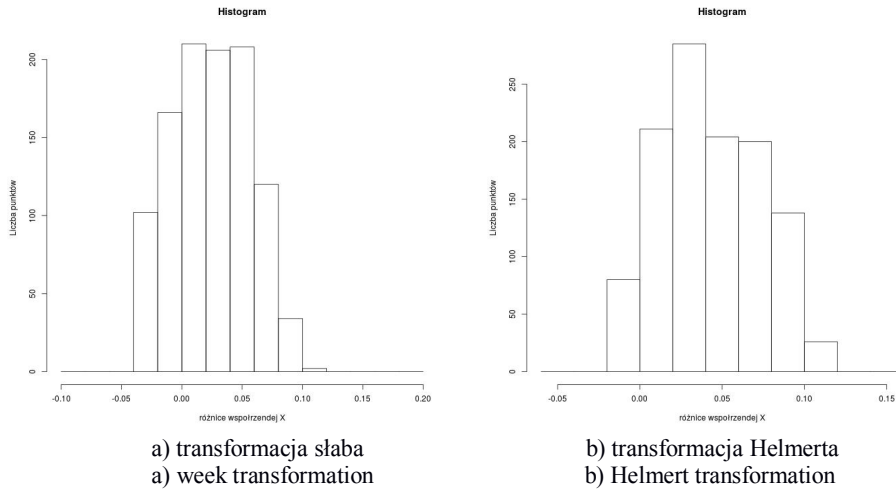 Histogram
Liczba punktów
0
50
100
150
200
-0.10
-0.05
0.00
0.05
0.10
0.15
0.20
różnice wspołrzendej X
a) transformacja słaba
a) week transformation
Histogram
Liczba punktów
0
50
100
150
200
250
-0.05
0.00
0.05
0.10
0.15
różnice wspołrzendej X
b) transformacja Helmerta
b) Helmert transformation